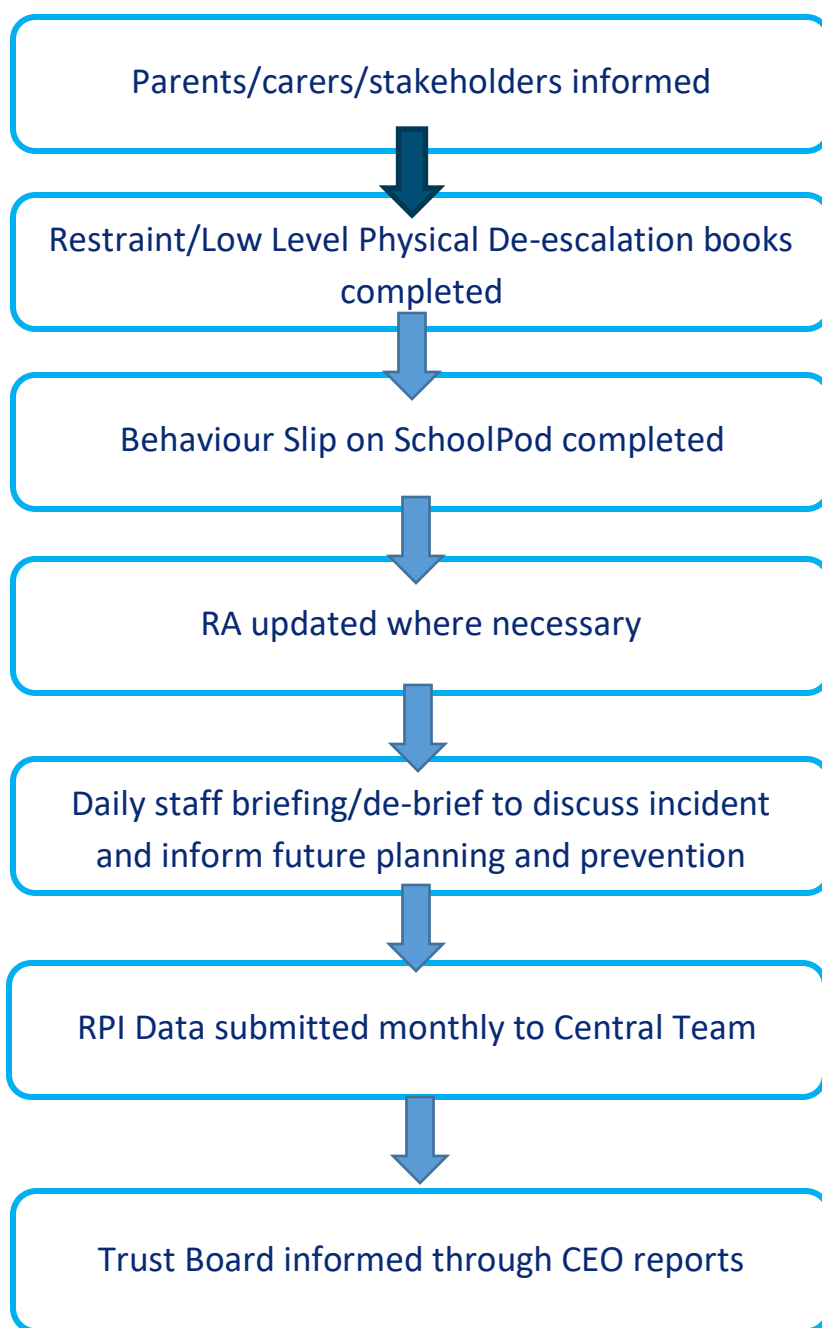 Parents/carers/stakeholders informed
Restraint/Low Level Physical De-escalation books
completed
Behaviour Slip on SchoolPod completed
RA updated where necessary
Daily staff briefing/de-brief to discuss incident
and inform future planning and prevention
RPI Data submitted monthly to Central Team
Trust Board informed through CEO reports